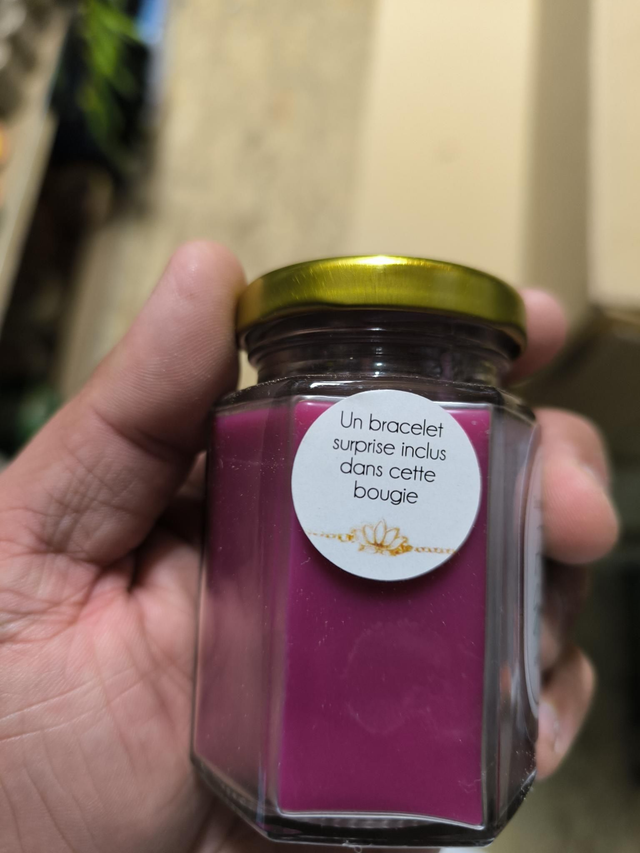 Un bracelet
surprise inclus
dans cette
bougie